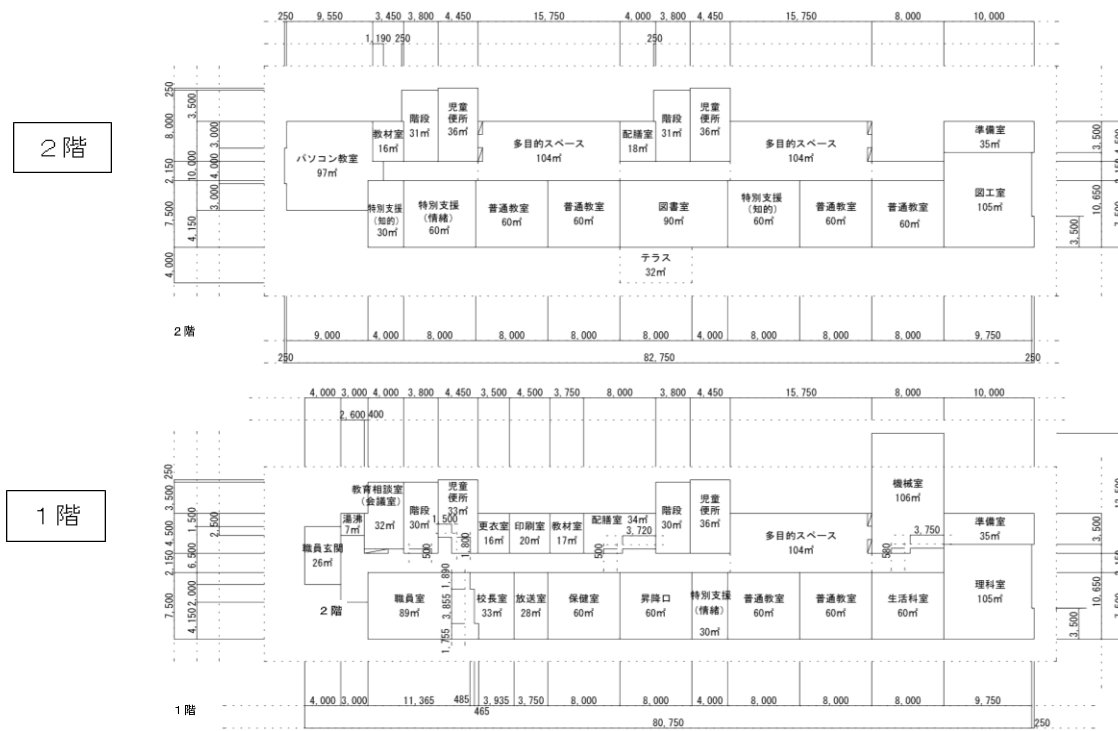 250 9,550 3,450 3,800 4,450 15,750 4,000 3,800 4,450 15,750 8,000 10,000
1,190 250 250
250
3,500
8,000
3,000
10,000
2,150
4,000
3,000
7,500
4,150
4,000
２階
パソコン教室
97㎡
教材室
16㎡
階段
31㎡
児童
便所
36㎡
多目的スペース
104㎡
配膳室
18㎡
階段
31㎡
児童
便所
36㎡
多目的スペース
104㎡
準備室
35㎡
図工室
105㎡
特別支援
(知的)
30㎡
特別支援
(情緒)
60㎡
普通教室
60㎡
普通教室
60㎡
図書室
90㎡
特別支援
(知的)
60㎡
普通教室
60㎡
普通教室
60㎡
テラス
32㎡
3,500
10,650
3,500
２階
9,000 4,000 8,000 8,000 8,000 8,000 4,000 8,000 8,000 8,000 9,750
250 82,750 250
4,000 3,000 4,000 3,800 4,450 3,500 4,500 3,750 8,000 3,800 4,450 15,750 8,000 10,000
2,600 400
250
3,500
1,500
2,500
4,500
6,500
2,150
2,000
7,500
4,150
１階
職員玄関
26㎡
湯沸
7㎡
教育相談室
(会議室)
32㎡
階段
30㎡
児童
便所
33㎡
1,500
500
1,800
更衣室
16㎡
印刷室
20㎡
教材室
17㎡
配膳室 34㎡
3,720
500
階段
30㎡
児童
便所
36㎡
多目的スペース
104㎡
機械室
106㎡
3,750
580
準備室
35㎡
理科室
105㎡
２階
職員室
89㎡
1,890
3,855
1,755
校長室
33㎡
放送室
28㎡
保健室
60㎡
昇降口
60㎡
特別支援
(情緒)
30㎡
普通教室
60㎡
普通教室
60㎡
生活科室
60㎡
3,500
10,650
3,500
１階
4,000 3,000 11,365 485 3,935 3,750 8,000 8,000 4,000 8,000 8,000 8,000 9,750
465 80,750 250